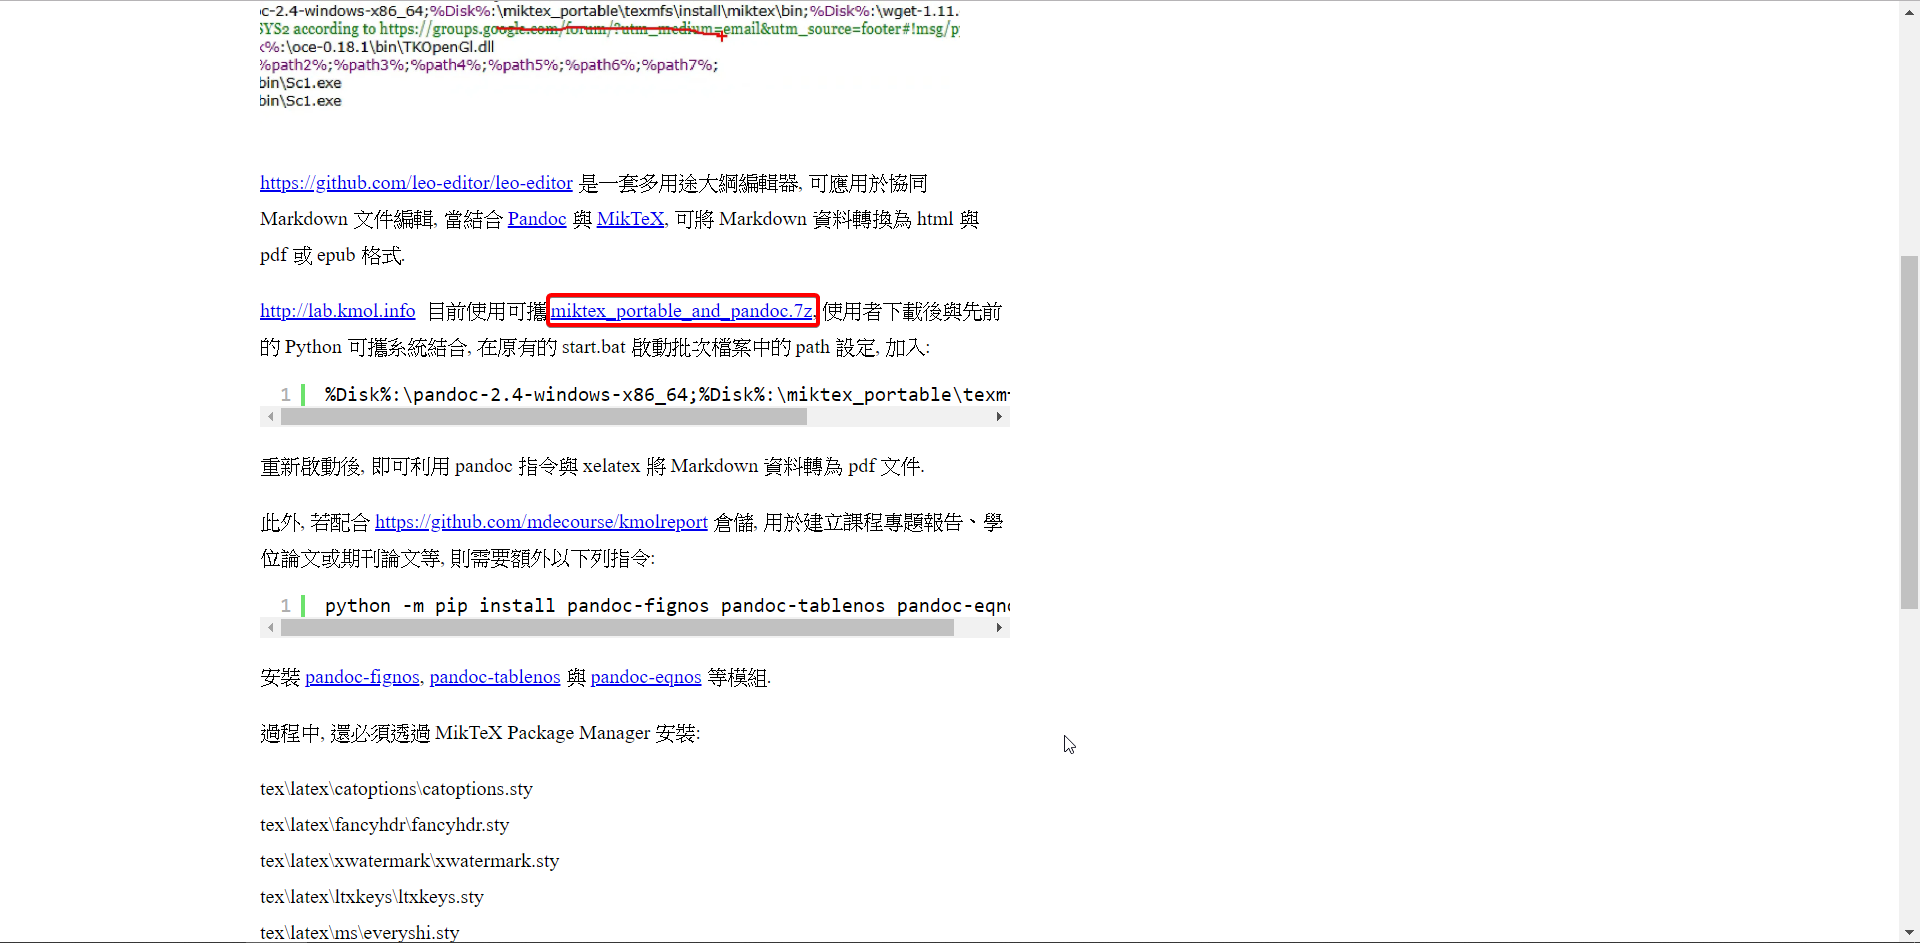 c-2.4-windows-x86_64;%Disk%:\miktex_portable\texmfs\install\miktex\bin;%Disk%:\wget-1.11.
SYS2 according to https://groups.google.com/forum/?utm_medium=email&utm_source=footer#!msg/p
k%:\oce-0.18.1\bin\TKOpenGl.dll
%path2%;%path3%;%path4%;%path5%;%path6%;%path7%;
bin\Sc1.exe
bin\Sc1.exe
https://github.com/leo-editor/leo-editor 是一套多用途大綱編輯器, 可應用於協同
Markdown 文件編輯, 當結合 Pandoc 與 MikTeX, 可將 Markdown 資料轉換為 html 與
pdf 或 epub 格式.
http://lab.kmol.info 目前使用可攜 miktex_portable_and_pandoc.7z, 使用者下載後與先前
的 Python 可攜系統結合, 在原有的 start.bat 啟動批次檔案中的 path 設定, 加入:
1 %Disk%:\pandoc-2.4-windows-x86_64;%Disk%:\miktex_portable\texm
重新啟動後, 即可利用 pandoc 指令與 xelatex 將 Markdown 資料轉為 pdf 文件.
此外, 若配合 https://github.com/mdecourse/kmolreport 倉儲, 用於建立課程專題報告、學
位論文或期刊論文等, 則需要額外以下列指令:
1 python -m pip install pandoc-fignos pandoc-tablenos pandoc-eqno
安裝 pandoc-fignos, pandoc-tablenos 與 pandoc-eqnos 等模組.
過程中, 還必須透過 MikTeX Package Manager 安裝:
tex\latex\catoptions\catoptions.sty
tex\latex\fancyhdr\fancyhdr.sty
tex\latex\xwatermark\xwatermark.sty
tex\latex\ltxkeys\ltxkeys.sty
tex\latex\ms\everyshi.sty